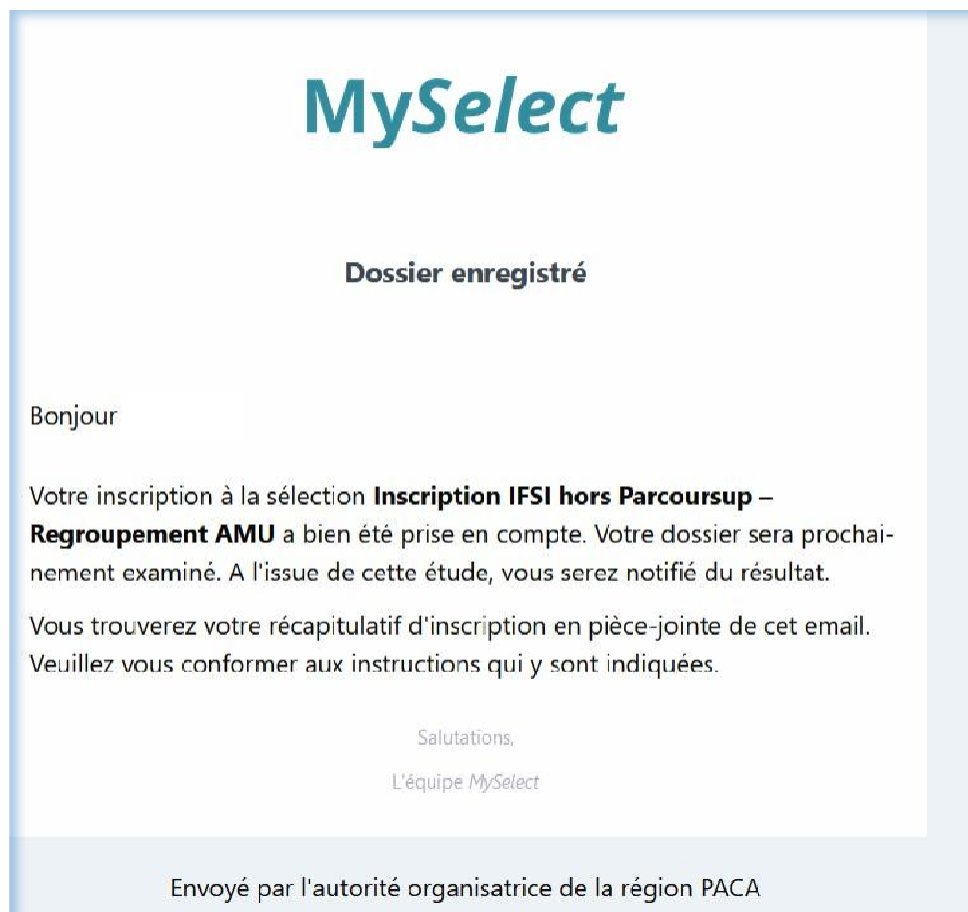 MySelect
Dossier enregistré
Bonjour
Votre inscription à la sélection Inscription IFSI hors Parcoursup –
Regroupement AMU a bien été prise en compte. Votre dossier sera prochai-
nement examiné. A l'issue de cette étude, vous serez notifié du résultat.
Vous trouverez votre récapitulatif d'inscription en pièce-jointe de cet email.
Veuillez vous conformer aux instructions qui y sont indiquées.
Salutations,
L'équipe MySelect
Envoyé par l'autorité organisatrice de la région PACA